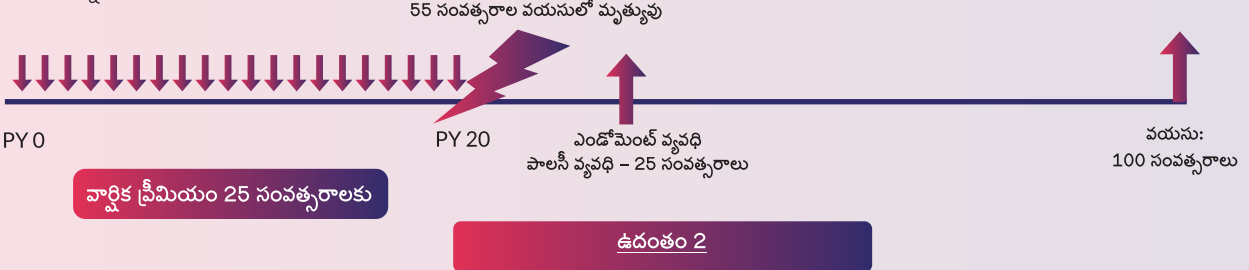 55 సంవత్సరాల వయసులో మృత్యువు
PY 0
PY 20
ఎండోమెంట్ వ్యవధి
పాలసీ వ్యవధి – 25 సంవత్సరాలు
వయసు:
100 సంవత్సరాలు
వార్షిక ప్రీమియం 25 సంవత్సరాలకు
ఉదంతం 2